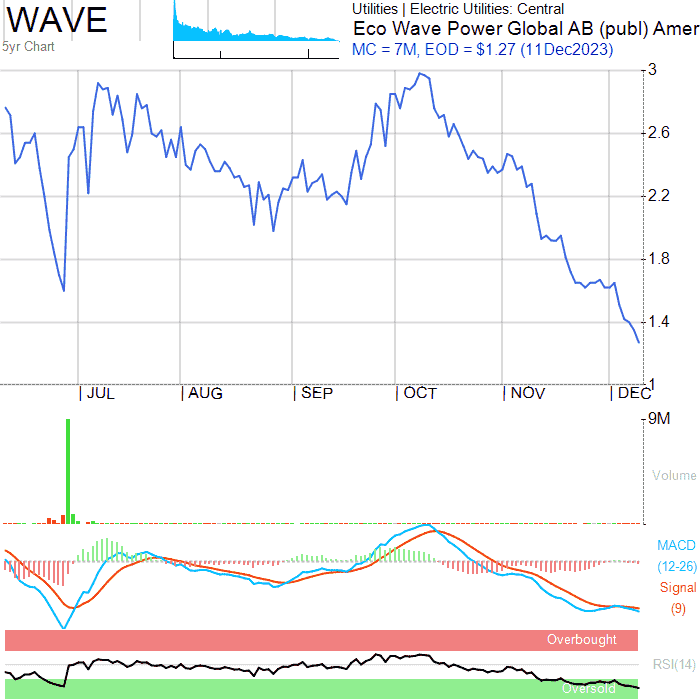 WAVE
5yr Chart
Utilities | Electric Utilities: Central
Eco Wave Power Global AB (publ) Amer
MC = 7M, EOD = $1.27 (11Dec2023)
3
2.6
2.2
1.8
1.4
1
JUL AUG SEP OCT NOV DEC
9M
Volume
MACD
(12-26)
Signal
(9)
Overbought
RSI(14)
Oversold